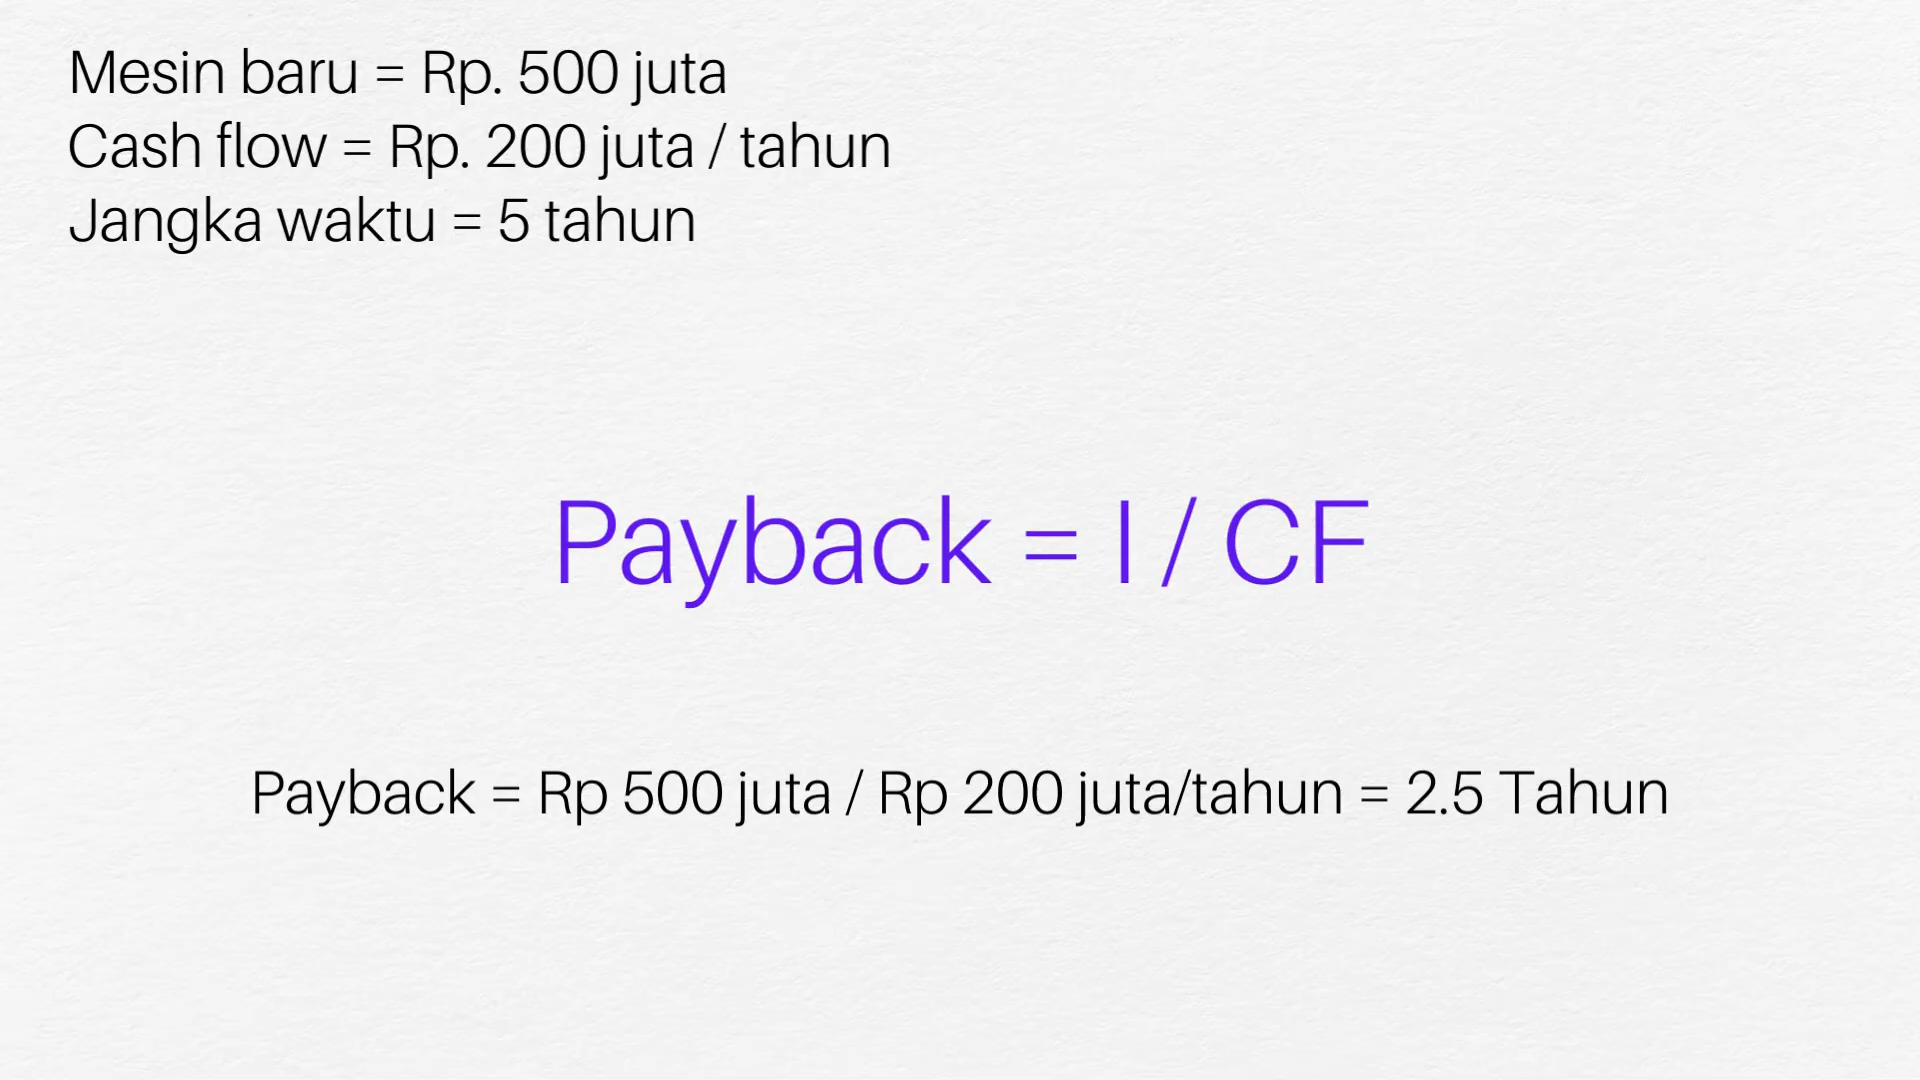 Mesin baru = Rp. 500 juta
Cash flow = Rp. 200 juta / tahun
Jangka waktu = 5 tahun
Payback = I / CF
Payback = Rp 500 juta / Rp 200 juta/tahun = 2.5 Tahun